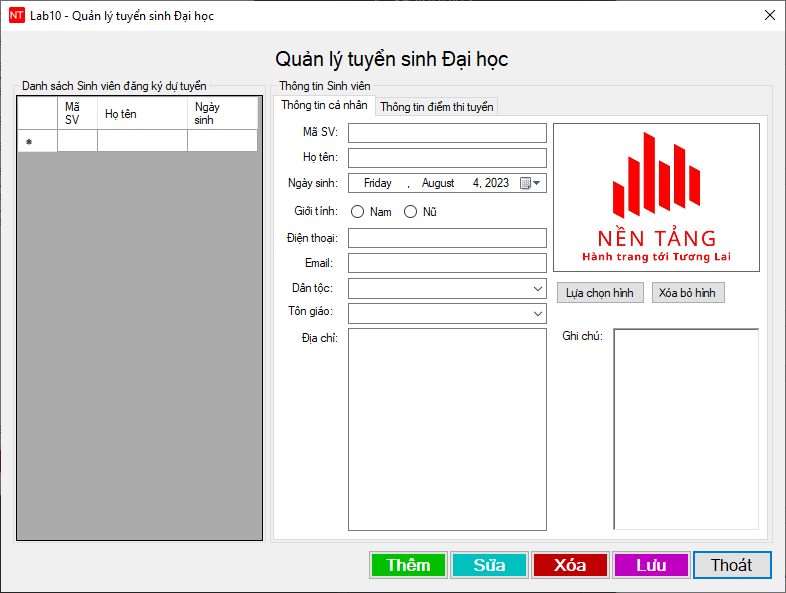 NT Lab10 - Quản lý tuyển sinh Đại học
Quản lý tuyển sinh Đại học
Danh sách Sinh viên đăng ký dự tuyển
Mã SV
Họ tên
Ngày sinh
Thông tin Sinh viên
Thông tin cá nhân
Thông tin điểm thi tuyển
Mã SV:
Họ tên:
Ngày sinh: Friday , August 4, 2023
Giới tính: Nam Nũ
Điện thoại:
Email:
Dân tộc:
Tôn giáo:
Địa chỉ:
NỀN TẢNG
Hành trang tới Tương Lai
Lựa chọn hình
Xóa bỏ hình
Ghi chú:
Thêm
Sửa
Xóa
Lưu
Thoát